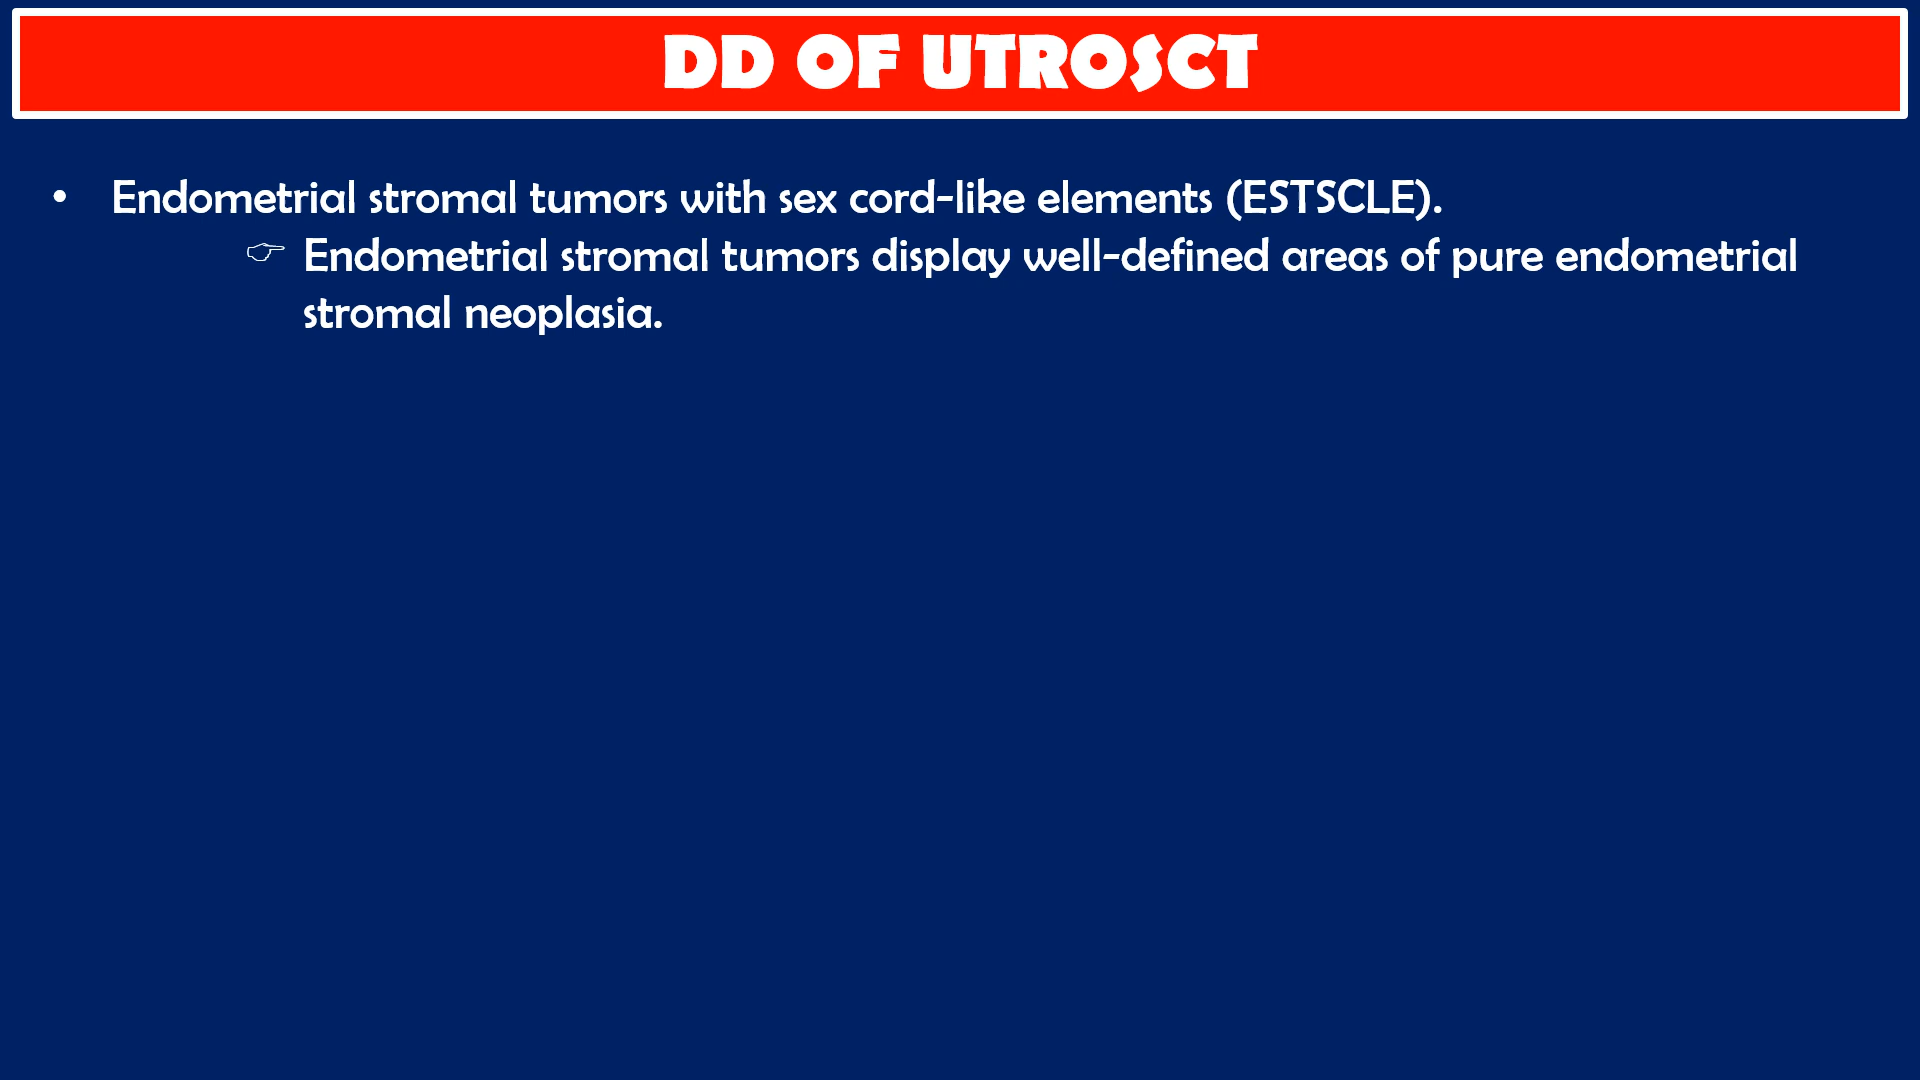 DD OF UTROSCT
• Endometrial stromal tumors with sex cord-like elements (ESTSCLE).
☞ Endometrial stromal tumors display well-defined areas of pure endometrial
stromal neoplasia.